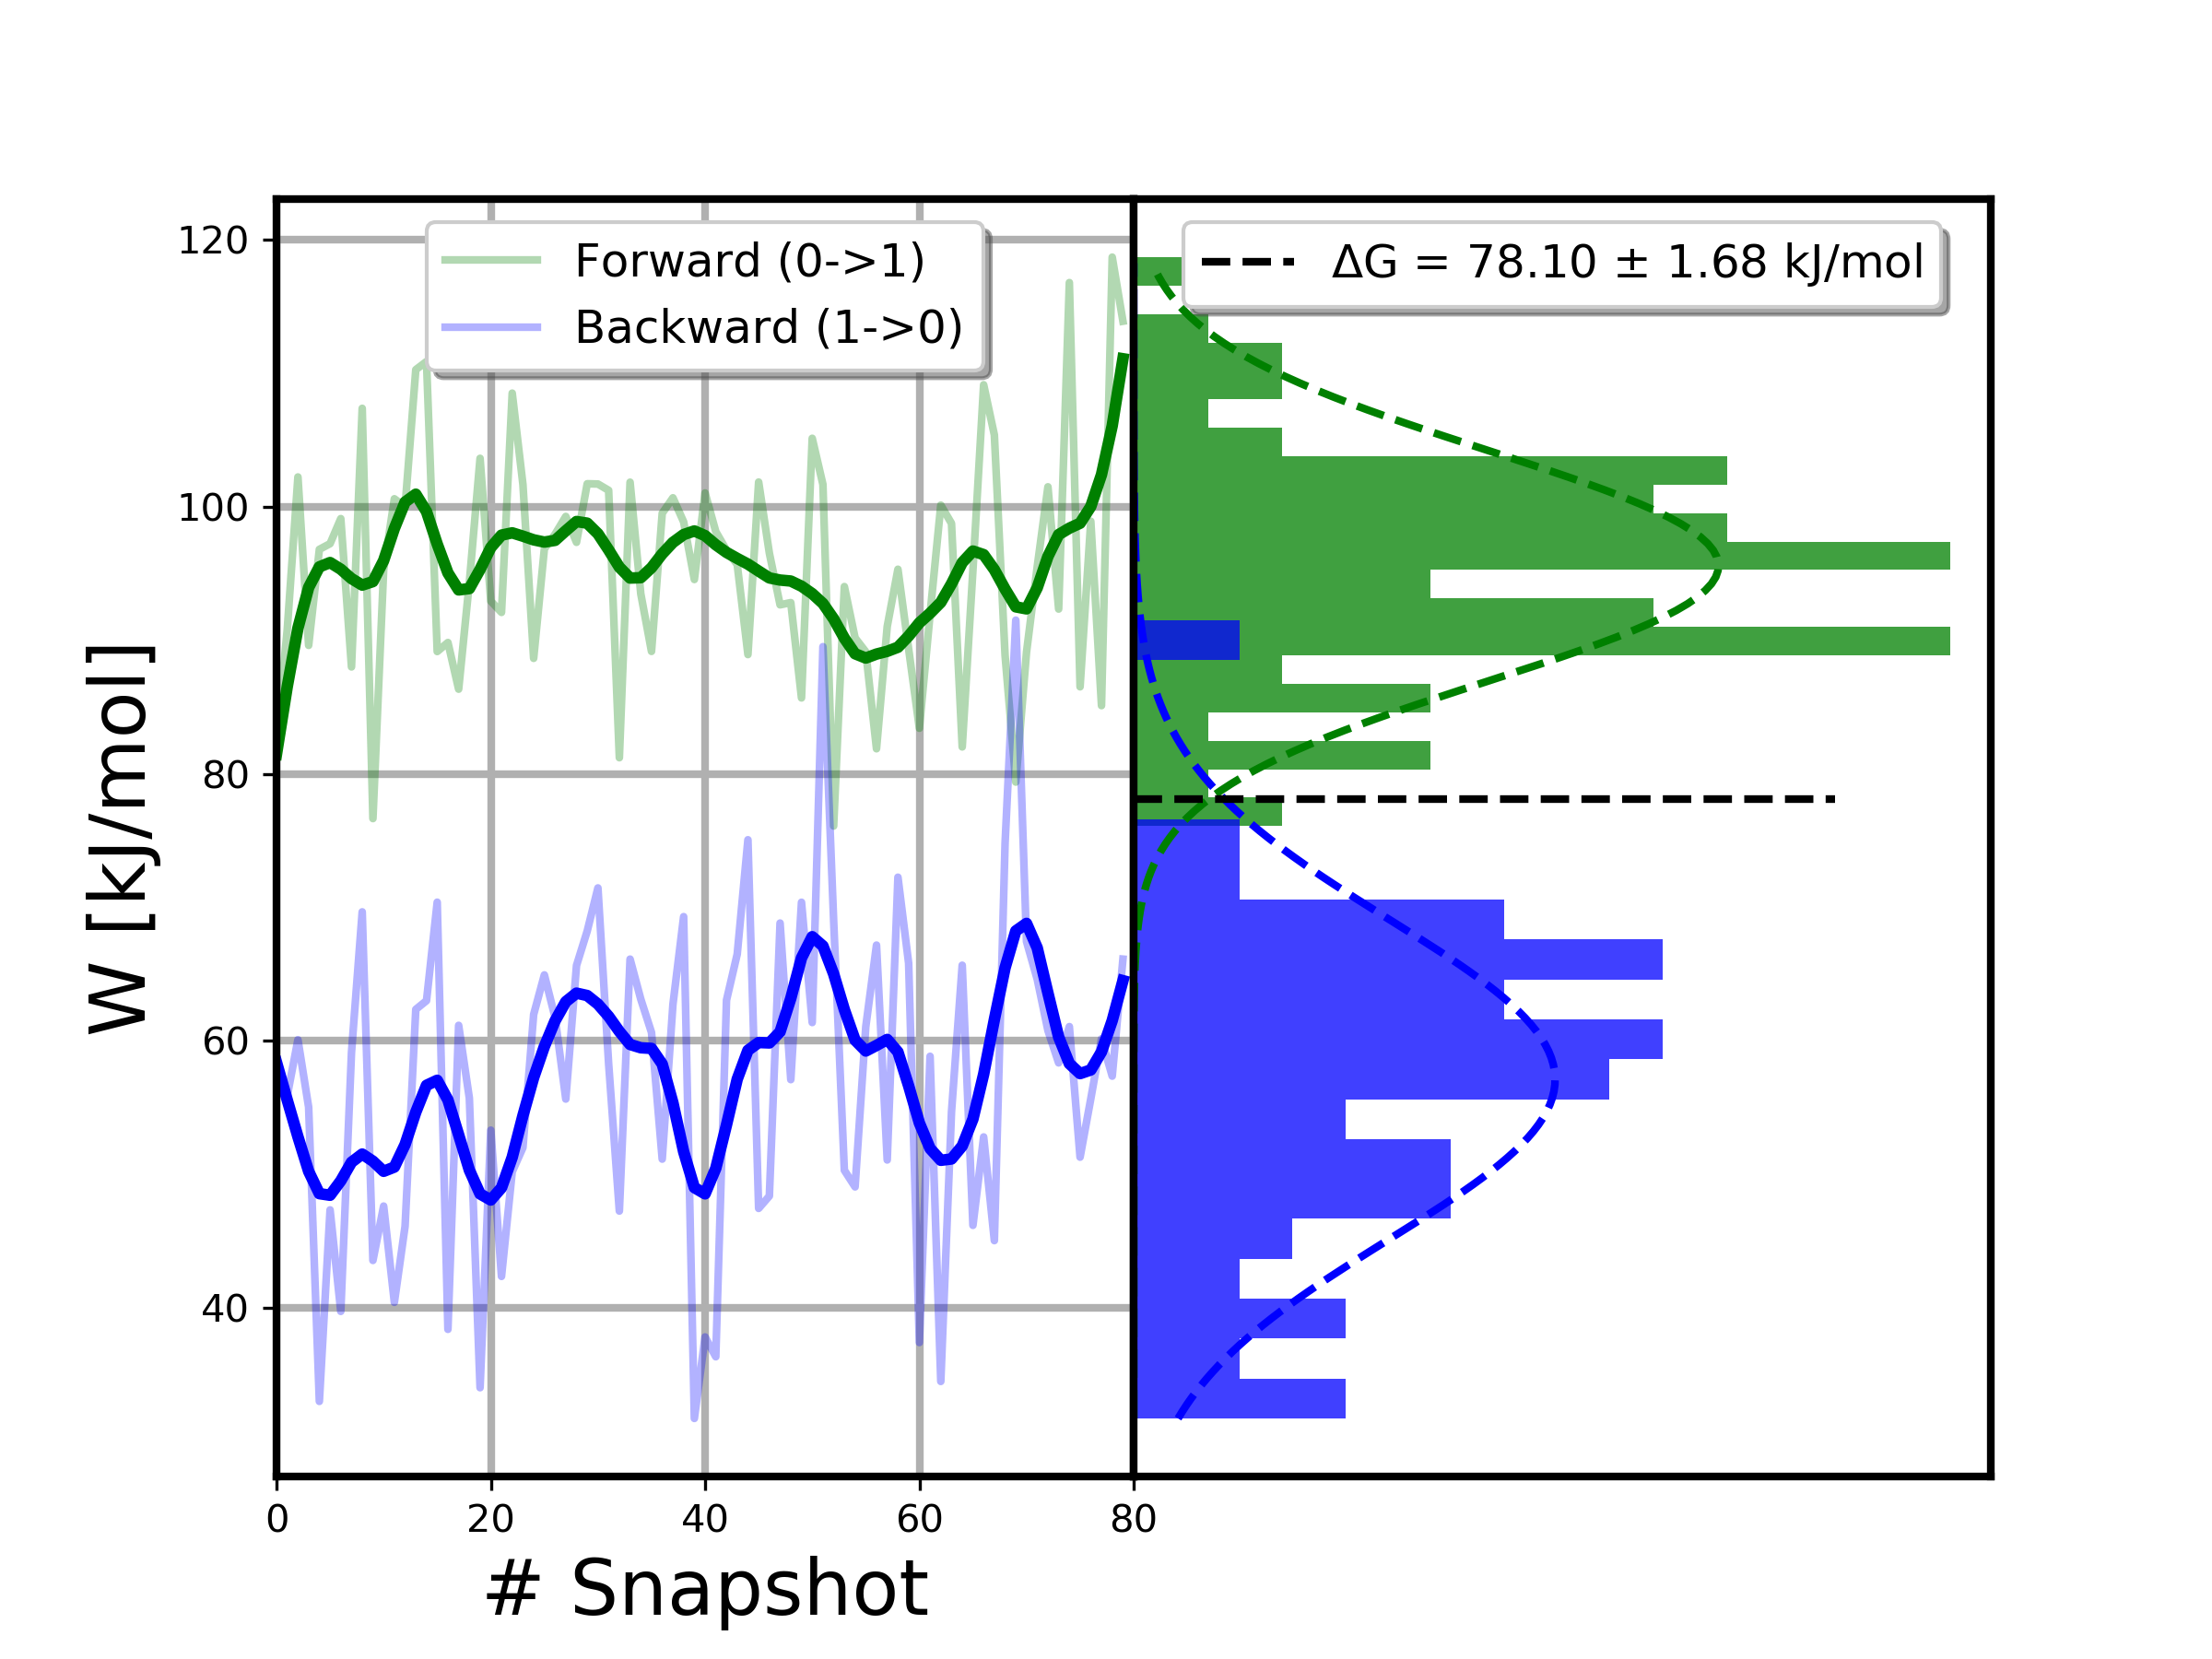 120
100
80
60
40
W [kJ/mol]
0
20
40
60
80
# Snapshot
Forward (0->1)
Backward (1->0)
ΔG = 78.10 ± 1.68 kJ/mol